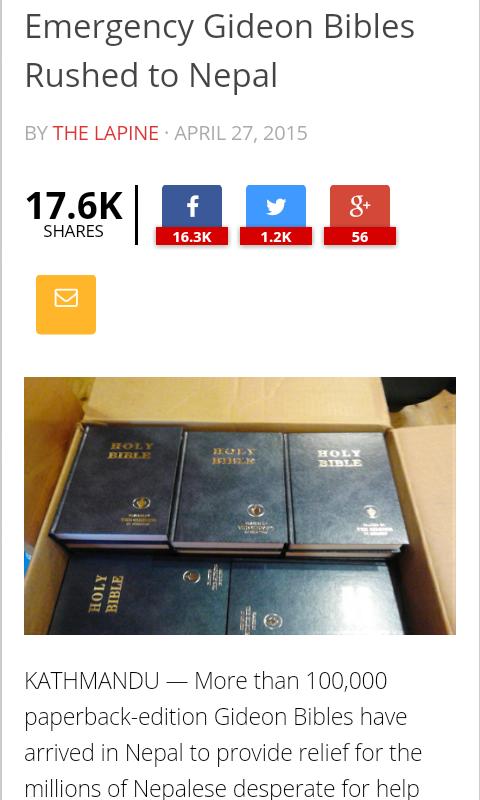 Emergency Gideon Bibles
Rushed to Nepal
BY THE LAPINE · APRIL 27, 2015
17.6K
SHARES
16.3K
1.2K
56
HOLY
BIBLE
HOLY
BIBLE
HOLY
BIBLE
HOLY
BIBLE
KATHMANDU — More than 100,000
paperback-edition Gideon Bibles have
arrived in Nepal to provide relief for the
millions of Nepalese desperate for help